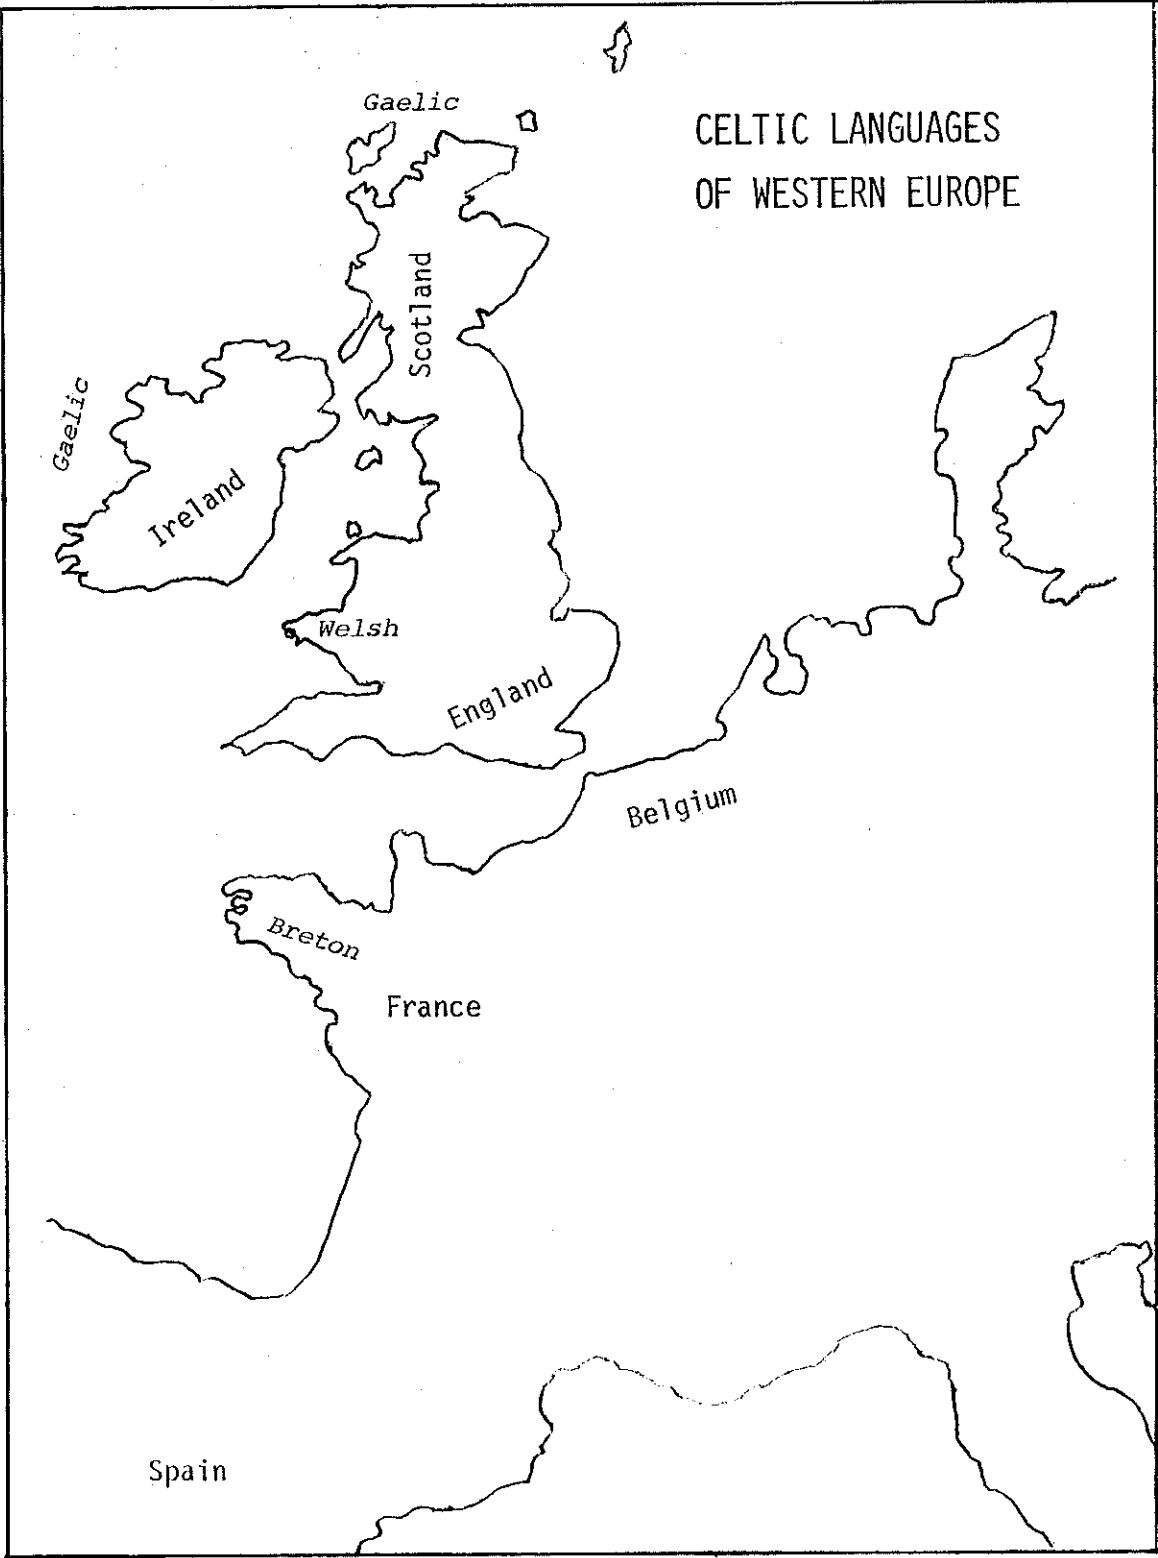 Gaelic
CELTIC LANGUAGES
OF WESTERN EUROPE
Scotland
Gaelic
Ireland
Welsh
England
Belgium
Breton
France
Spain